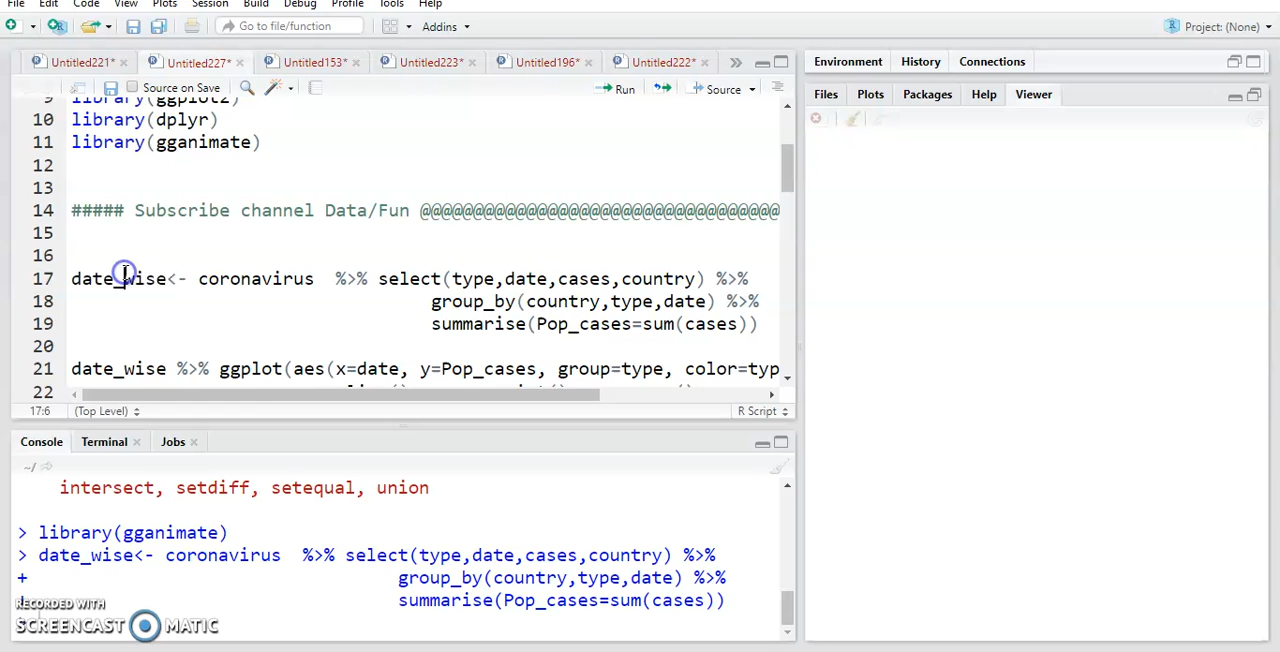 File Edit Code View Plots Session Build Debug Profile Tools Help
Go to file/function Addins Project: (None)
Untitled221* Untitled227* Untitled153* Untitled223* Untitled196* Untitled222*
Environment History Connections
Source on Save Run Source
Files Plots Packages Help Viewer
9 library(ggplot2)
10 library(dplyr)
11 library(gganimate)
12
13
14 ##### Subscribe channel Data/Fun @@@@@@@@@@@@@@@@@@@@@@@@@@@@@@@@@@
15
16
17 date_wise<- coronavirus %>% select(type,date,cases,country) %>%
18 group_by(country,type,date) %>%
19 summarise(Pop_cases=sum(cases))
20
21 date_wise %>% ggplot(aes(x=date, y=Pop_cases, group=type, color=typ
22
17:6 (Top Level) R Script
Console Terminal Jobs
~/
intersect, setdiff, setequal, union
> library(gganimate)
> date_wise<- coronavirus %>% select(type,date,cases,country) %>%
+ group_by(country,type,date) %>%
summarise(Pop_cases=sum(cases))
RECORDED WITH
SCREENCAST MATIC